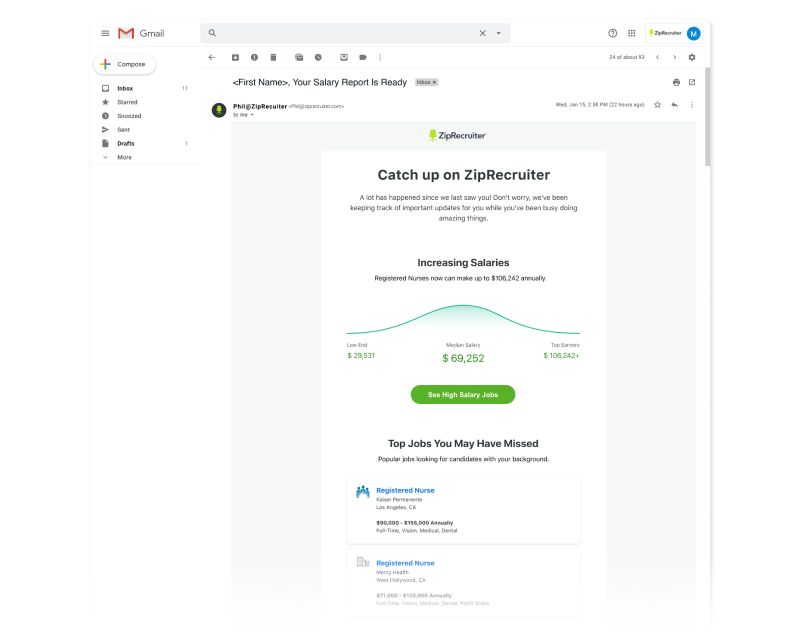 Gmail
ZipRecruiter
M
Compose
24 of about 93
Inbox 11
Starred
Snoozed
Sent
Drafts 1
More
<First Name>, Your Salary Report Is Ready Inbox ×
Phil@ZipRecuiter <Phil@ziprecruiter.com>
to me
Wed, Jan 15, 2:58 PM (22 hours ago)
ZipRecruiter
Catch up on ZipRecruiter
A lot has happened since we last saw you! Don't worry, we've been
keeping track of important updates for you while you've been busy doing
amazing things.
Increasing Salaries
Registered Nurses now can make up to $106,242 annually.
Low End Median Salary Top Earners
$ 29,531 $ 69,252 $ 106,242+
See High Salary Jobs
Top Jobs You May Have Missed
Popular jobs looking for candidates with your background.
Registered Nurse
Kaiser Permanente
Los Angeles, CA
$90,000 - $155,000 Annually
Full-Time, Vision, Medical, Dental
Registered Nurse
Mercy Health
West Hollywood, CA
$71,000 - $120,000 Annually
Full-Time, Vision, Medical, Dental, Profit Share